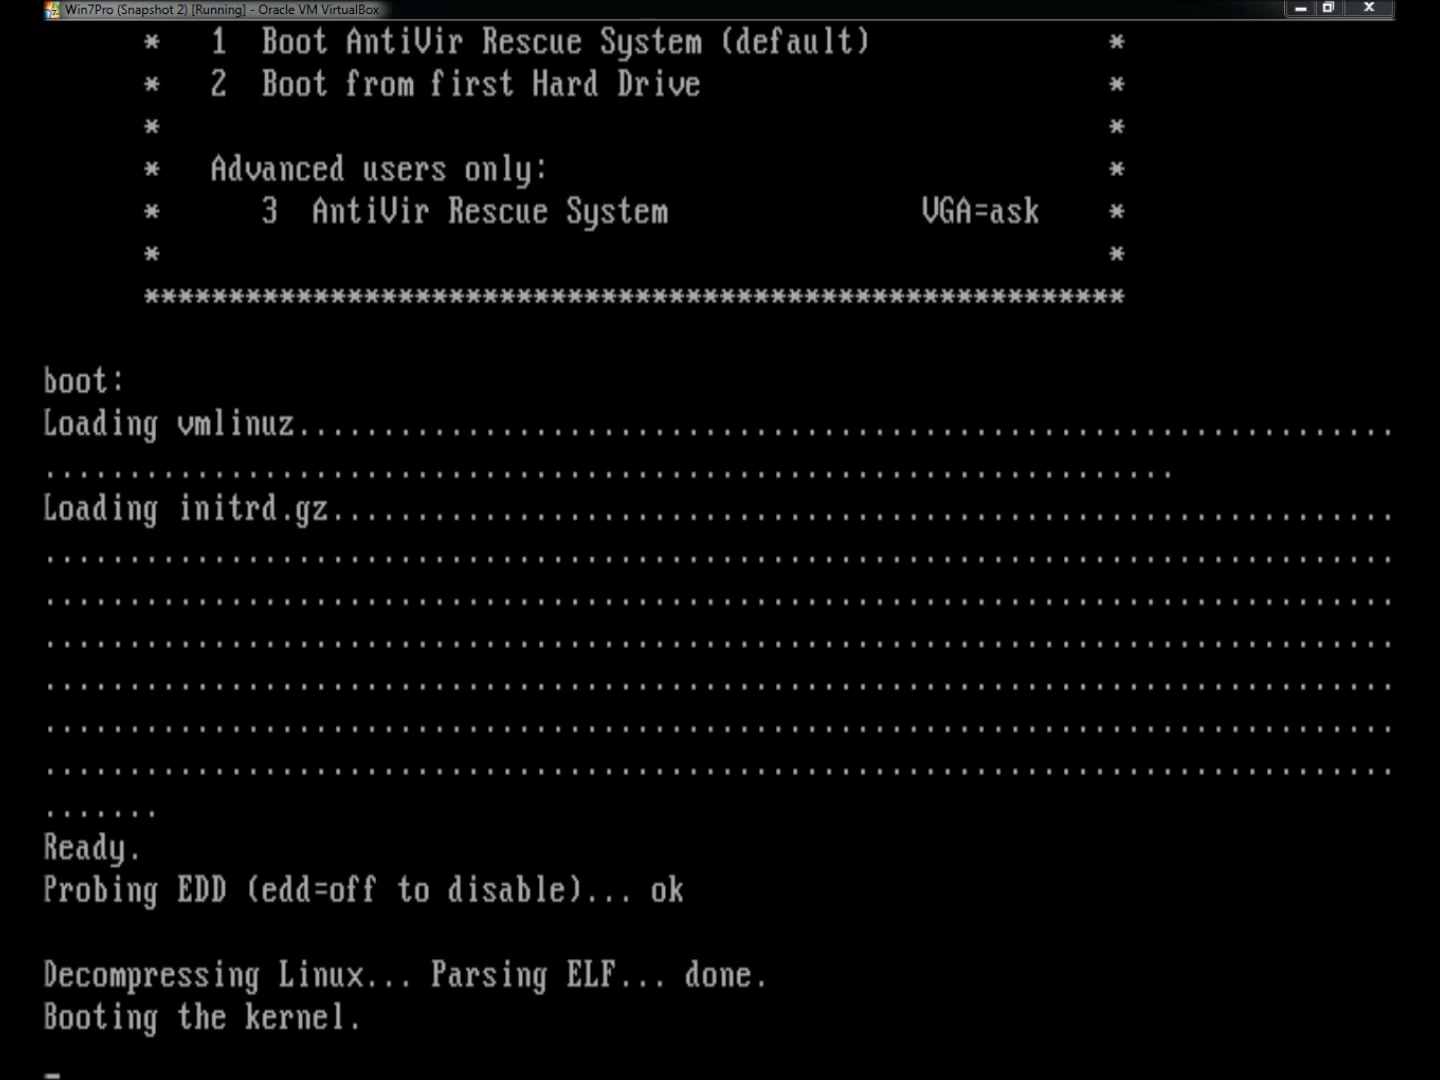 Win7Pro (Snapshot 2) [Running] - Oracle VM VirtualBox
* 1 Boot AntiVir Rescue System (default) *
* 2 Boot from first Hard Drive *
* *
* Advanced users only: *
* 3 AntiVir Rescue System VGA=ask *
* *
**********************************************************
boot:
Loading vmlinuz.................................................................
...................................................................
Loading initrd.gz...............................................................
................................................................................
................................................................................
................................................................................
................................................................................
................................................................................
................................................................................
.......
Ready.
Probing EDD (edd=off to disable)... ok
Decompressing Linux... Parsing ELF... done.
Booting the kernel.